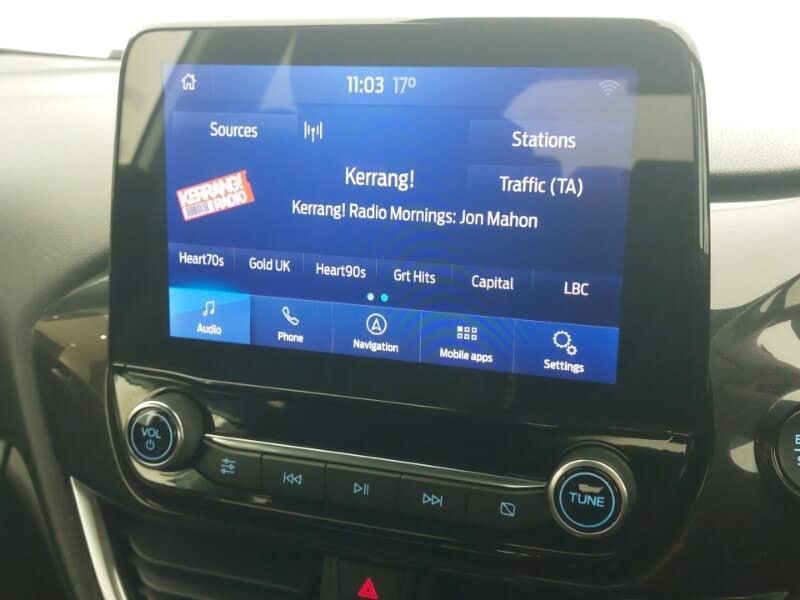 11:03 17°
Sources
Stations
Kerrang!
Traffic (TA)
KERRANG!
RADIO
Kerrang! Radio Mornings: Jon Mahon
Heart70s Gold UK Heart90s Grt Hits Capital LBC
Audio Phone Navigation Mobile apps Settings
VOL
TUNE